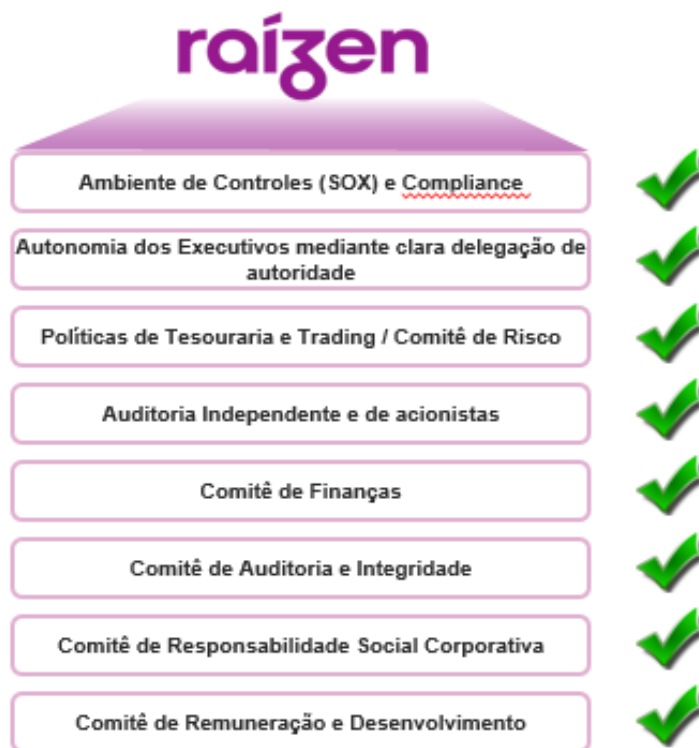 raízen
Ambiente de Controles (SOX) e Compliance
Autonomia dos Executivos mediante clara delegação de
autoridade
Políticas de Tesouraria e Trading / Comitê de Risco
Auditoria Independente e de acionistas
Comitê de Finanças
Comitê de Auditoria e Integridade
Comitê de Responsabilidade Social Corporativa
Comitê de Remuneração e Desenvolvimento